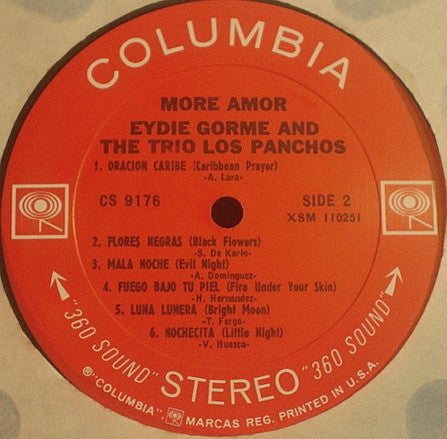 COLUMBIA
MORE AMOR
EYDIE GORME AND
THE TRIO LOS PANCHOS
1. ORACION CARIBE (Caribbean Prayer)
-A. Lara-
CS 9176
SIDE 2
XSM 110251
2. FLORES NEGRAS (Black Flowers)
-S. De Karlo-
3. MALA NOCHE (Evil Night)
-A. Dominguez-
4. FUEGO BAJO TU PIEL (Fire Under Your Skin)
-H. Hernandez-
5. LUNA LUNERA (Bright Moon)
-T. Fergo-
6. NOCHECITA (Little Night)
-V. Huesca-
"360 SOUND" STEREO "360 SOUND"
® "COLUMBIA", MARCAS REG. PRINTED IN U.S.A.